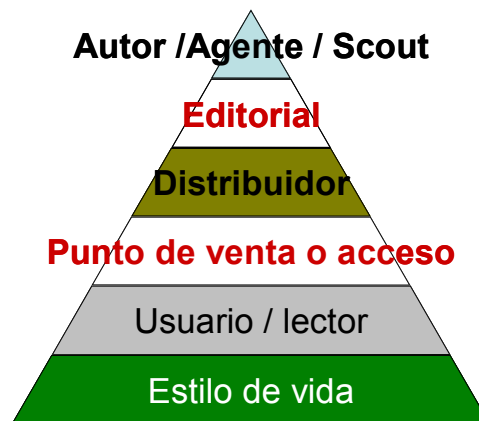 Autor /Agente / Scout
Editorial
Distribuidor
Punto de venta o acceso
Usuario / lector
Estilo de vida